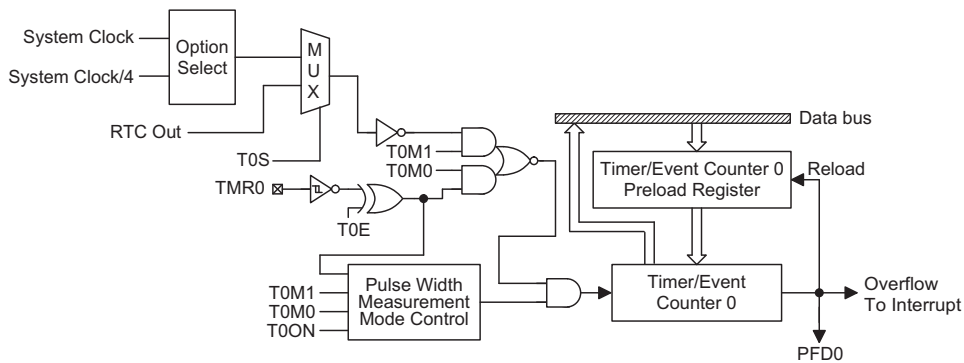 System Clock
System Clock/4
Option
Select
M
U
X
RTC Out
T0S
TMR0
T0E
T0M1
T0M0
Data bus
Timer/Event Counter 0
Preload Register
Reload
T0M1
T0M0
T0ON
Pulse Width
Measurement
Mode Control
Timer/Event
Counter 0
Overflow
To Interrupt
PFD0